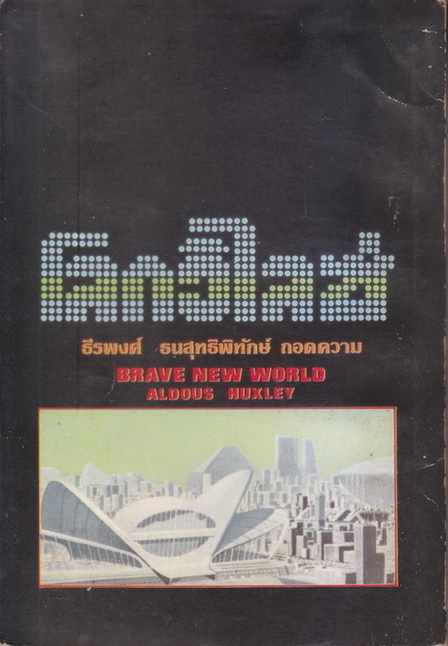 โลกวิไลซ์
ธีรพงศ์ ธนสุทธิพิทักษ์ ถอดความ
BRAVE NEW WORLD
ALDOUS HUXLEY